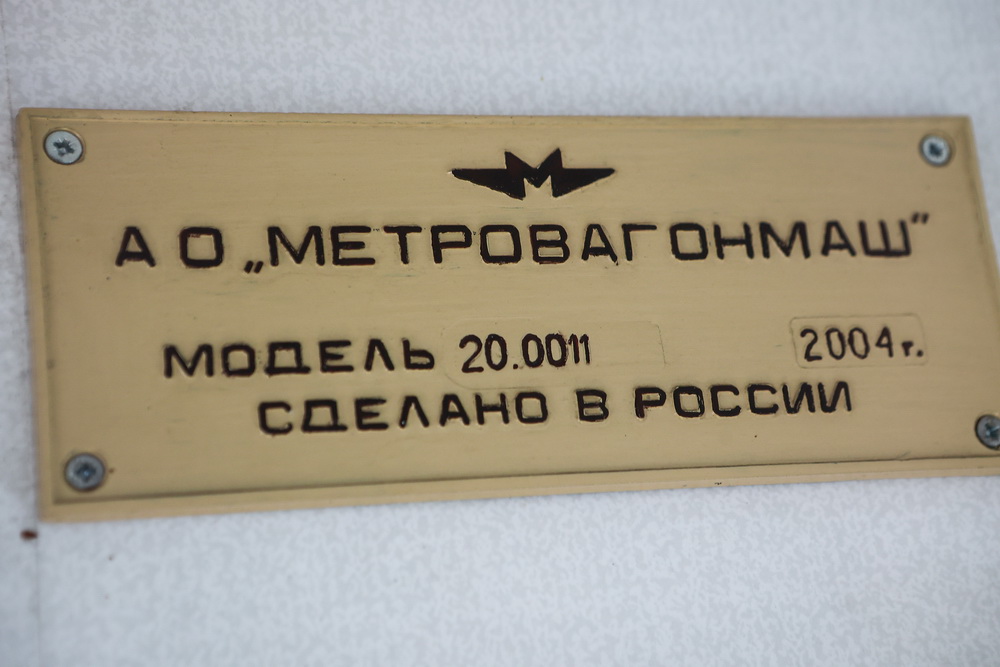 АО „МЕТРОВАГОНМАШ"
МОДЕЛЬ 20.0011 2004 г.
СДЕЛАНО В РОССИИ